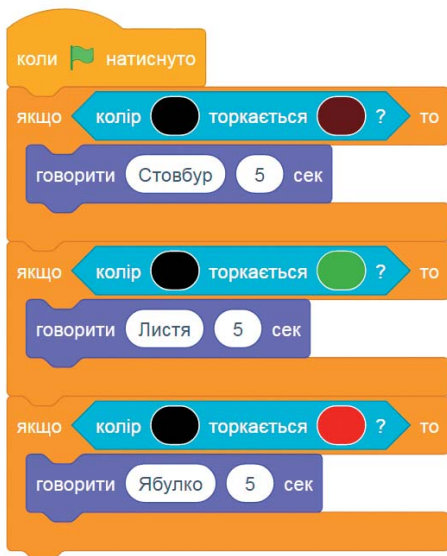 коли натиснуто
якщо колір торкається ? то
говорити Стовбур 5 сек
якщо колір торкається ? то
говорити Листя 5 сек
якщо колір торкається ? то
говорити Ябулко 5 сек